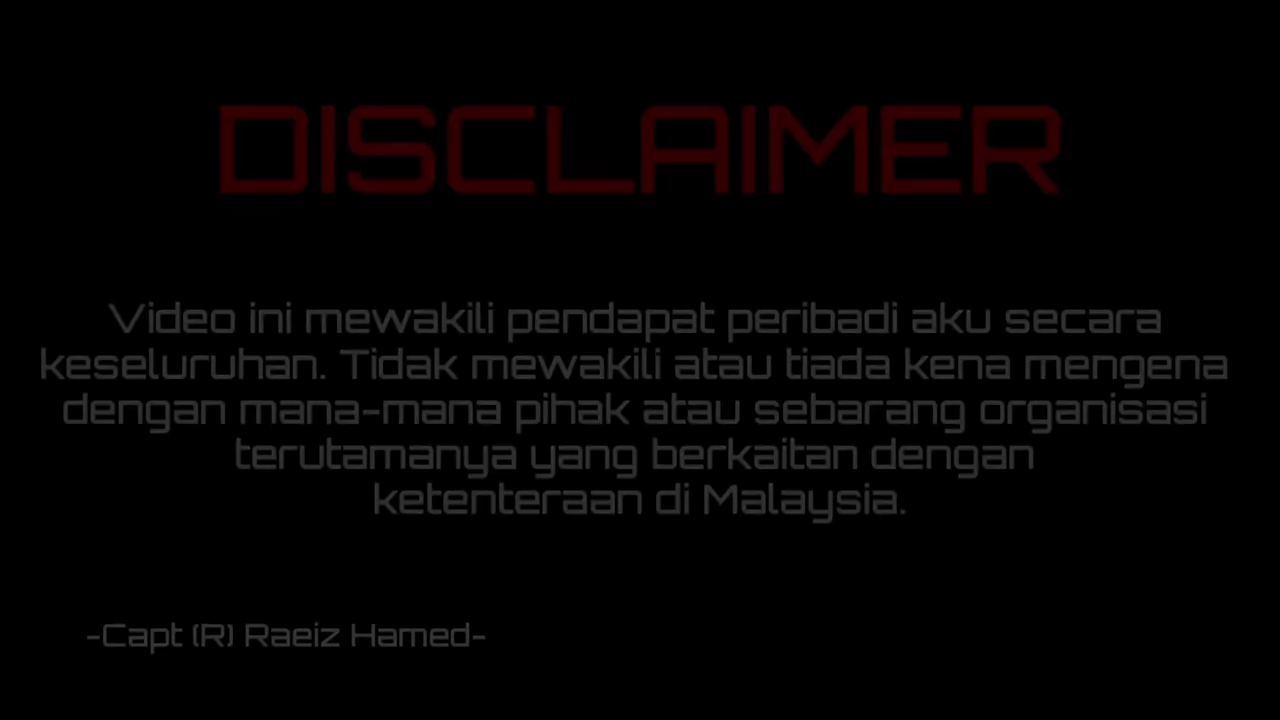 DISCLAIMER
Video ini mewakili pendapat peribadi aku secara
keseluruhan. Tidak mewakili atau tiada kena mengena
dengan mana-mana pihak atau sebarang organisasi
terutamanya yang berkaitan dengan
ketenteraan di Malaysia.
-Capt (R) Raeiz Hamed-